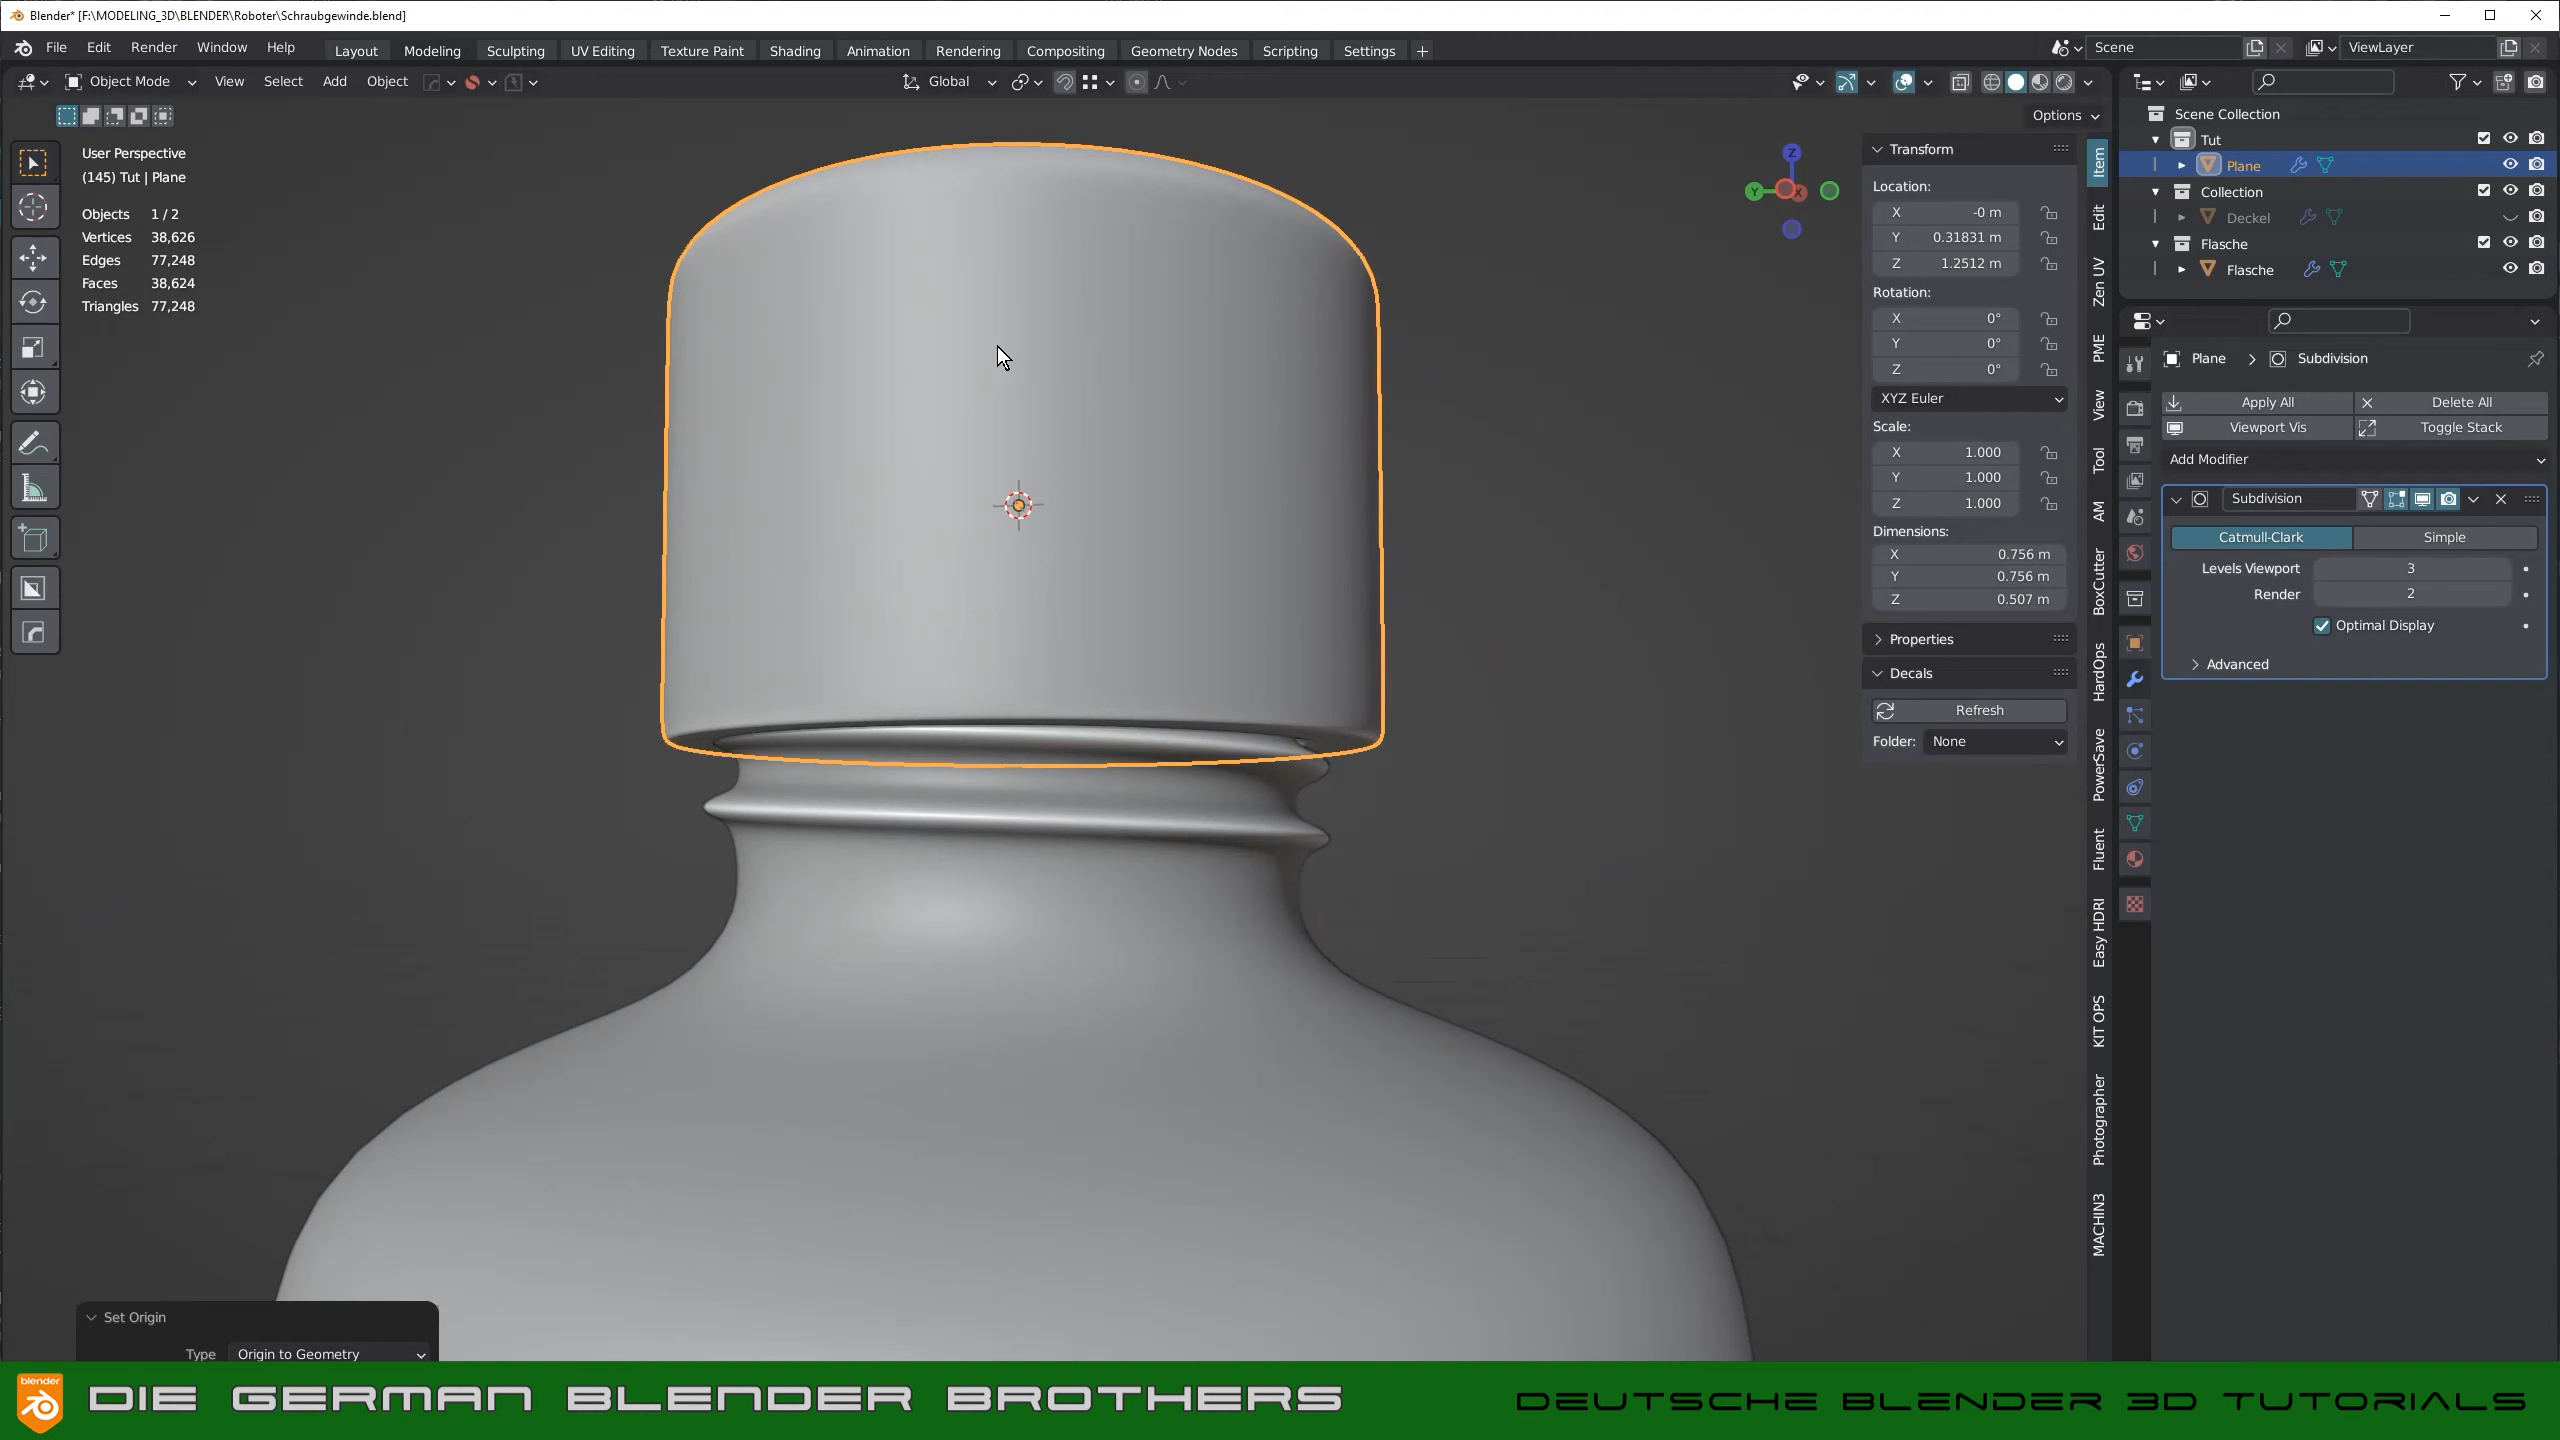 Blender* [F:\MODELING_3D\BLENDER\Roboter\Schraubgewinde.blend]
File Edit Render Window Help Layout Modeling Sculpting UV Editing Texture Paint Shading Animation Rendering Compositing Geometry Nodes Scripting Settings + Scene ViewLayer
Object Mode View Select Add Object Global
Options
User Perspective
(145) Tut | Plane
Objects 1 / 2
Vertices 38,626
Edges 77,248
Faces 38,624
Triangles 77,248
Z
Y
X
Transform
Location:
X -0 m
Y 0.31831 m
Z 1.2512 m
Rotation:
X 0°
Y 0°
Z 0°
XYZ Euler
Scale:
X 1.000
Y 1.000
Z 1.000
Dimensions:
X 0.756 m
Y 0.756 m
Z 0.507 m
Properties
Decals
Refresh
Folder: None
Item
Edit
Zen UV
PME
View
Tool
AM
BoxCutter
HardOps
PowerSave
Fluent
Easy HDRI
KIT OPS
Photographer
MACHIN3
Scene Collection
Tut
Plane
Collection
Deckel
Flasche
Flasche
Plane > Subdivision
Apply All Delete All
Viewport Vis Toggle Stack
Add Modifier
Subdivision
Catmull-Clark Simple
Levels Viewport 3
Render 2
Optimal Display
Advanced
Set Origin
Type Origin to Geometry
blender
DIE GERMAN BLENDER BROTHERS
DEUTSCHE BLENDER 3D TUTORIALS